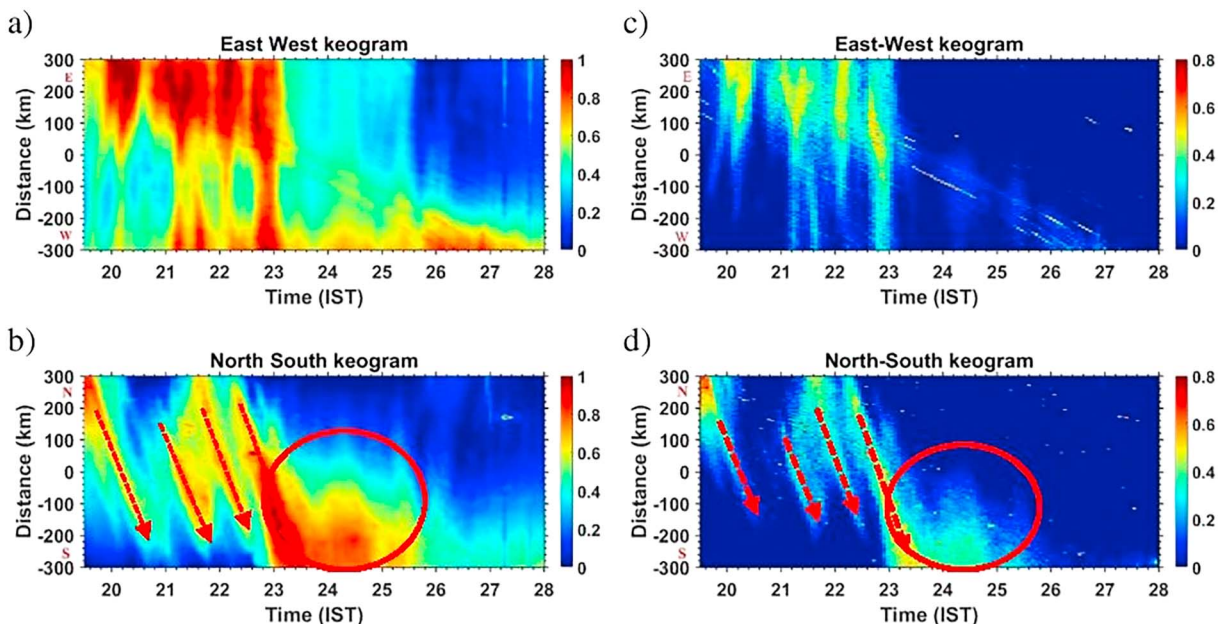 a)
East West keogram
Distance (km)
300
200
100
0
-100
-200
-300
E
W
20 21 22 23 24 25 26 27 28
Time (IST)
1
0.8
0.6
0.4
0.2
0
c)
East-West keogram
Distance (km)
300
200
100
0
-100
-200
-300
E
W
20 21 22 23 24 25 26 27 28
Time (IST)
0.8
0.6
0.4
0.2
0
b)
North South keogram
Distance (km)
300
200
100
0
-100
-200
-300
N
S
20 21 22 23 24 25 26 27 28
Time (IST)
1
0.8
0.6
0.4
0.2
0
d)
North-South keogram
Distance (km)
300
200
100
0
-100
-200
-300
N
S
20 21 22 23 24 25 26 27 28
Time (IST)
0.8
0.6
0.4
0.2
0